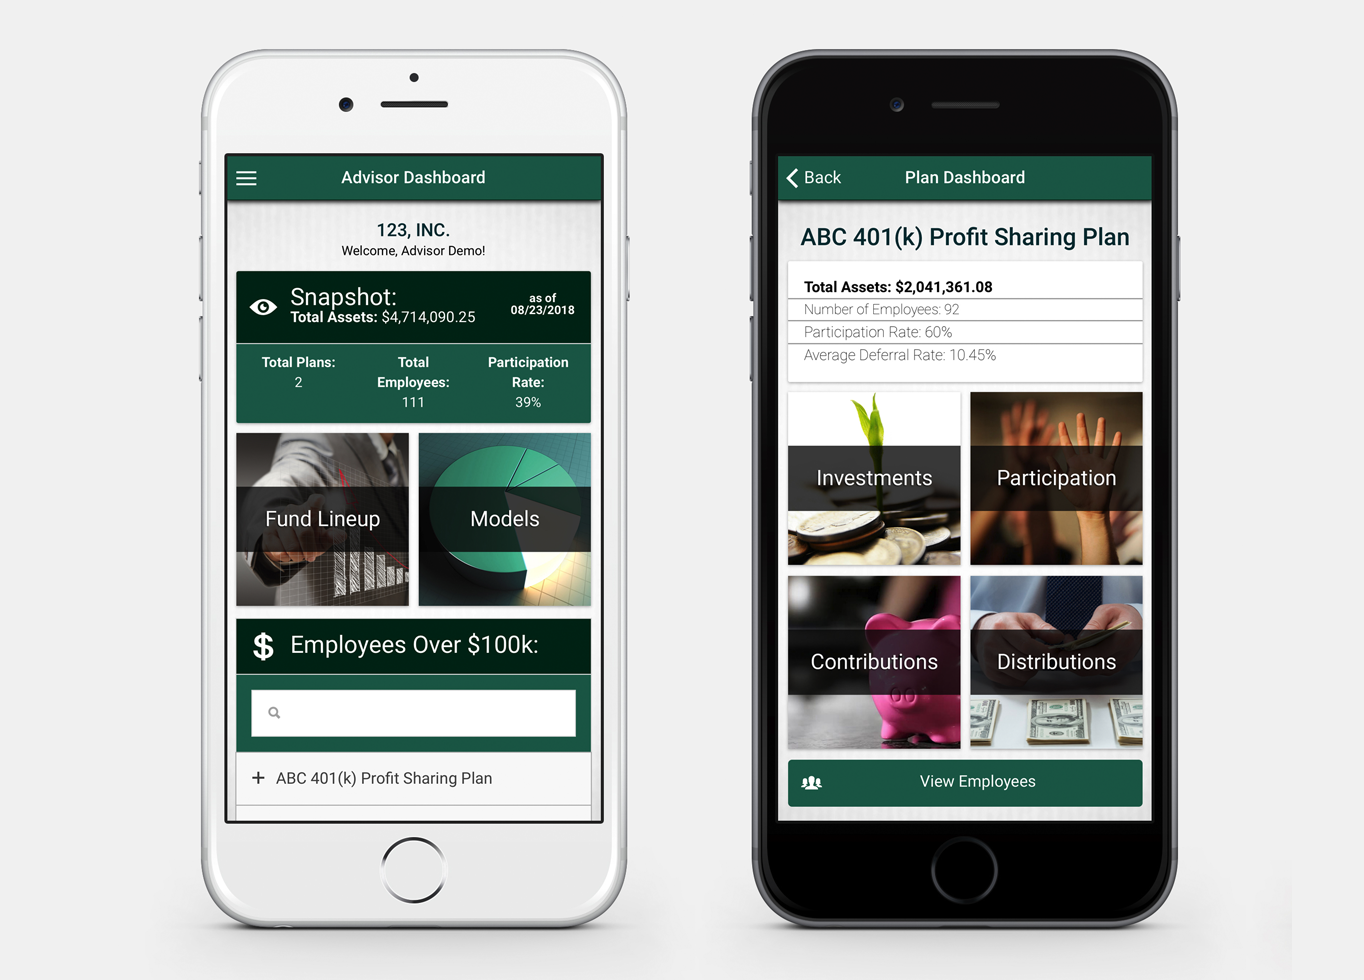 Advisor Dashboard
123, INC.
Welcome, Advisor Demo!
Snapshot:
Total Assets: $4,714,090.25
as of
08/23/2018
Total Plans:
2
Total
Employees:
111
Participation
Rate:
39%
Fund Lineup
Models
Employees Over $100k:
ABC 401(k) Profit Sharing Plan
Back
Plan Dashboard
ABC 401(k) Profit Sharing Plan
Total Assets: $2,041,361.08
Number of Employees: 92
Participation Rate: 60%
Average Deferral Rate: 10.45%
Investments
Participation
Contributions
Distributions
View Employees